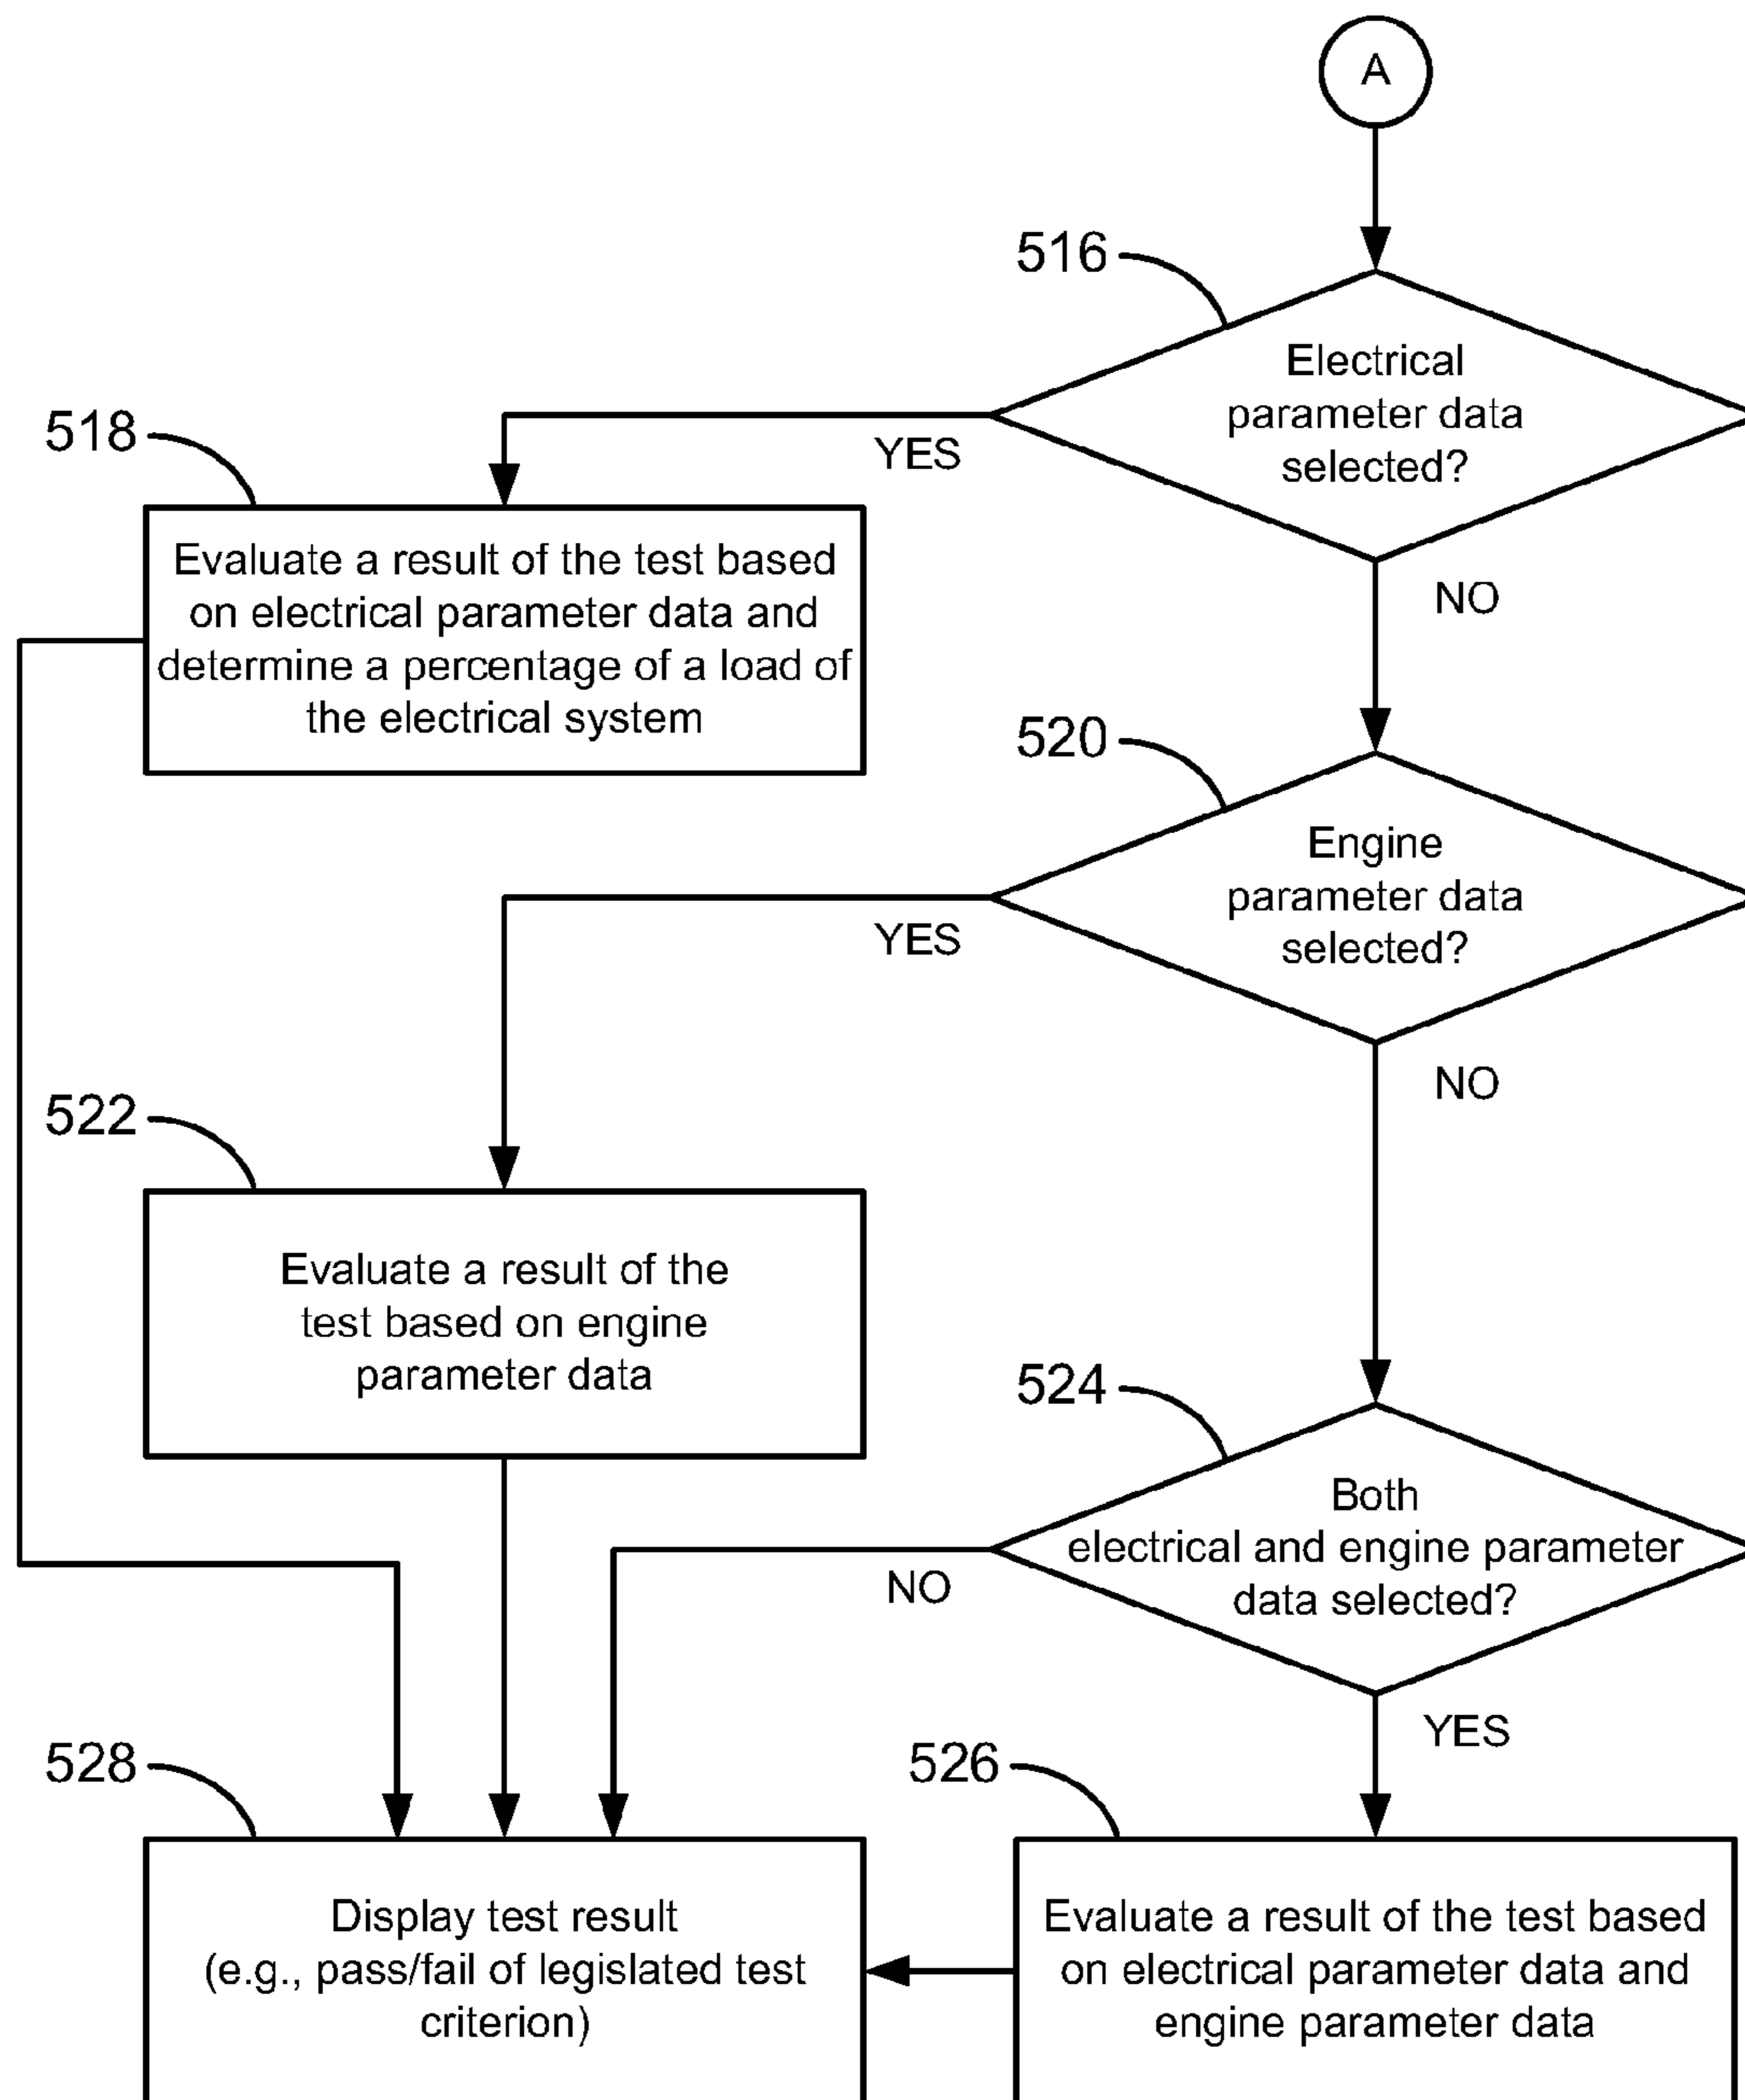 A
516
Electrical
parameter data
selected?
YES
NO
518
Evaluate a result of the test based
on electrical parameter data and
determine a percentage of a load of
the electrical system
520
Engine
parameter data
selected?
YES
NO
522
Evaluate a result of the
test based on engine
parameter data
524
Both
electrical and engine parameter
data selected?
NO
YES
528
Display test result
(e.g., pass/fail of legislated test
criterion)
526
Evaluate a result of the test based
on electrical parameter data and
engine parameter data